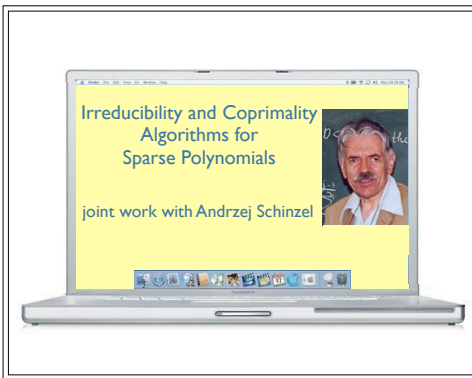 Irreducibility and Coprimality
Algorithms for
Sparse Polynomials
joint work with Andrzej Schinzel